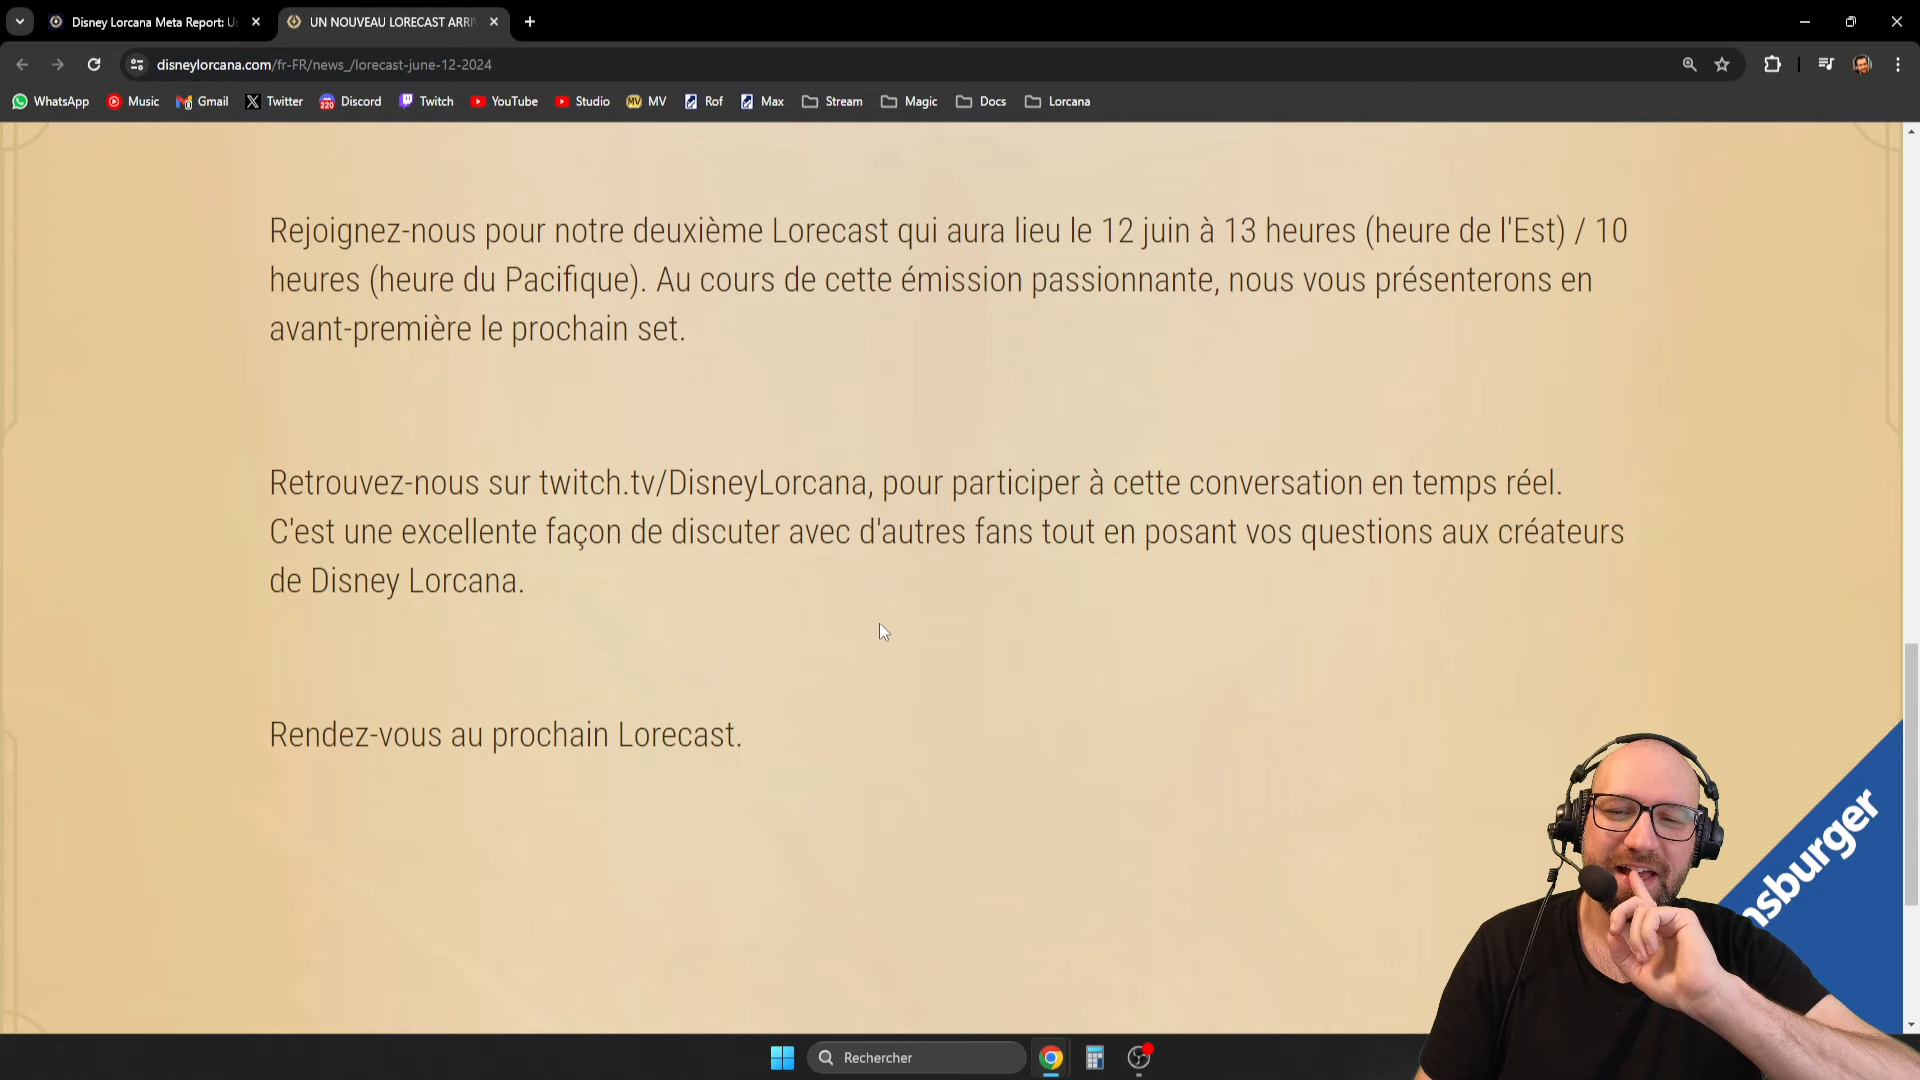 Disney Lorcana Meta Report: U
UN NOUVEAU LORECAST ARRI
disneylorcana.com/fr-FR/news_/lorecast-june-12-2024
WhatsApp Music Gmail Twitter Discord Twitch YouTube Studio MV Rof Max Stream Magic Docs Lorcana
Rejoignez-nous pour notre deuxième Lorecast qui aura lieu le 12 juin à 13 heures (heure de l'Est) / 10
heures (heure du Pacifique). Au cours de cette émission passionnante, nous vous présenterons en
avant-première le prochain set.
Retrouvez-nous sur twitch.tv/DisneyLorcana, pour participer à cette conversation en temps réel.
C'est une excellente façon de discuter avec d'autres fans tout en posant vos questions aux créateurs
de Disney Lorcana.
Rendez-vous au prochain Lorecast.
nsburger
Rechercher